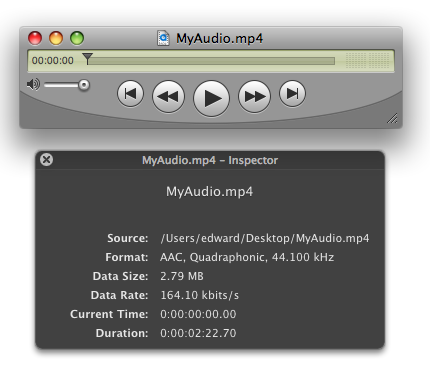 MyAudio.mp4
00:00:00
MyAudio.mp4 – Inspector
MyAudio.mp4
Source: /Users/edward/Desktop/MyAudio.mp4
Format: AAC, Quadraphonic, 44.100 kHz
Data Size: 2.79 MB
Data Rate: 164.10 kbits/s
Current Time: 0:00:00:00.00
Duration: 0:00:02:22.70